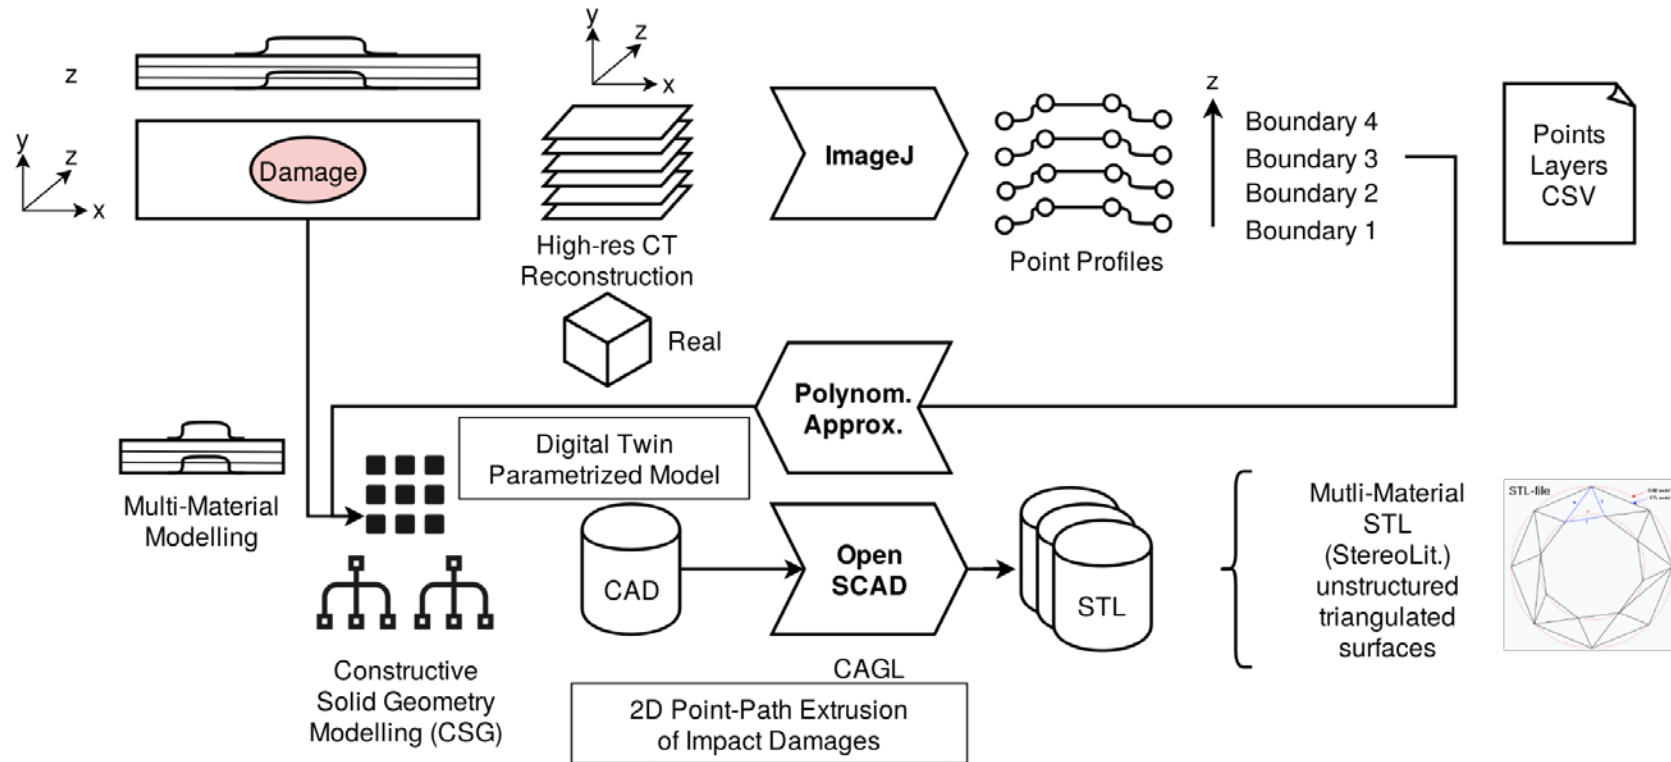 z
y
z
x
Damage
y
z
x
High-res CT
Reconstruction
Real
ImageJ
Point Profiles
z
Boundary 4
Boundary 3
Boundary 2
Boundary 1
Points
Layers
CSV
Polynom.
Approx.
Digital Twin
Parametrized Model
Multi-Material
Modelling
Constructive
Solid Geometry
Modelling (CSG)
CAD
Open
SCAD
CAGL
2D Point-Path Extrusion
of Impact Damages
STL
Mutli-Material
STL
(StereoLit.)
unstructured
triangulated
surfaces
STL-file